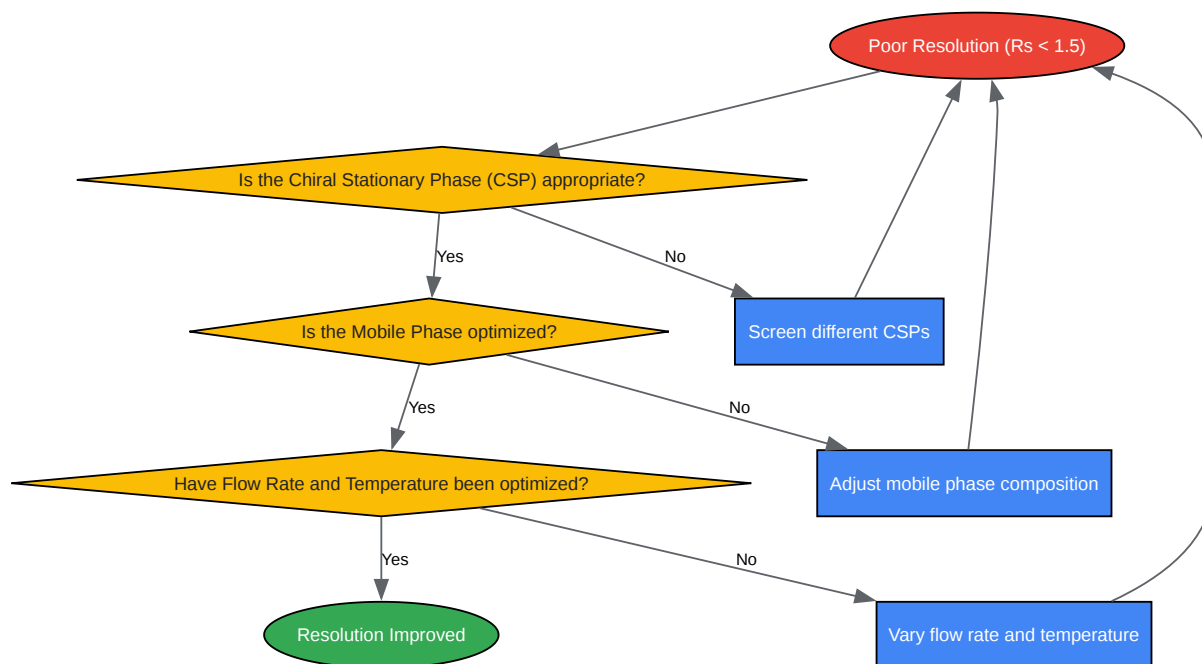 Poor Resolution (Rs < 1.5)
Is the Chiral Stationary Phase (CSP) appropriate?
Yes
No
Is the Mobile Phase optimized?
Screen different CSPs
Yes
No
Have Flow Rate and Temperature been optimized?
Adjust mobile phase composition
Yes
No
Resolution Improved
Vary flow rate and temperature